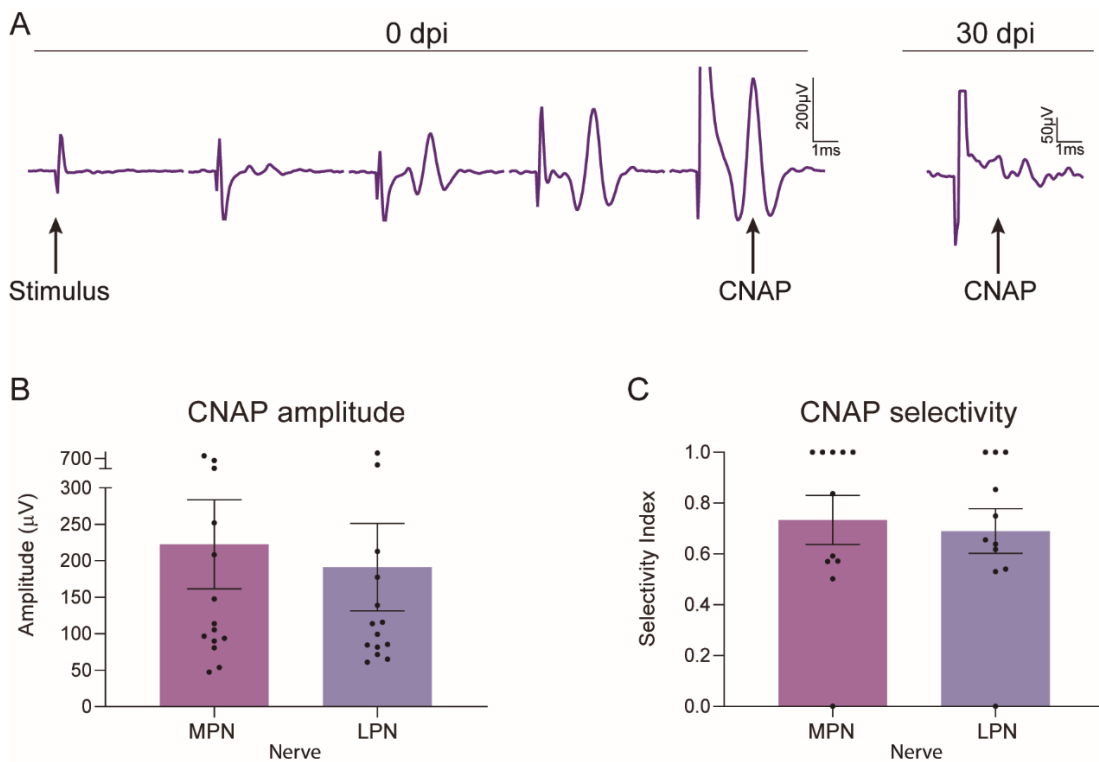 A
0 dpi
30 dpi
200µV
1ms
50µV
1ms
Stimulus
CNAP
CNAP
B
CNAP amplitude
Amplitude (µV)
700
300
250
200
150
100
50
0
MPN
LPN
Nerve
C
CNAP selectivity
Selectivity Index
1.0
0.8
0.6
0.4
0.2
0.0
MPN
LPN
Nerve